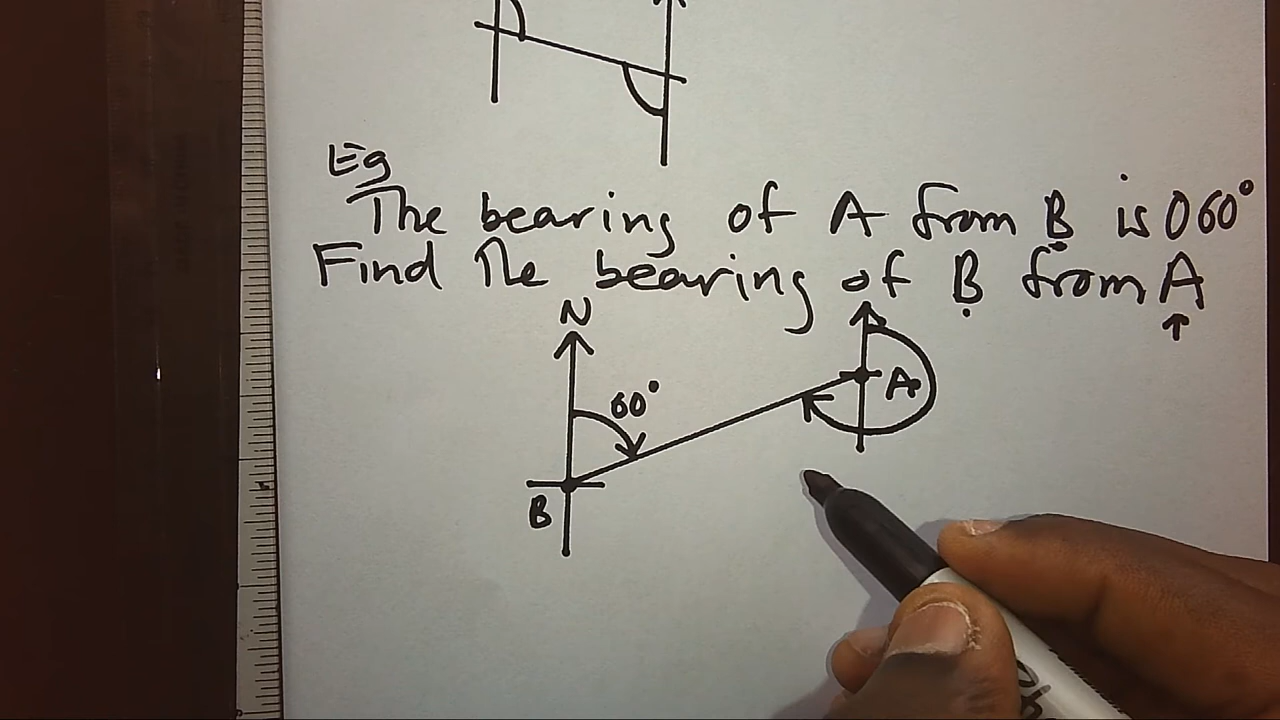 Eg
The bearing of A from B is 060°
Find The bearing of B from A
N
60°
A
B